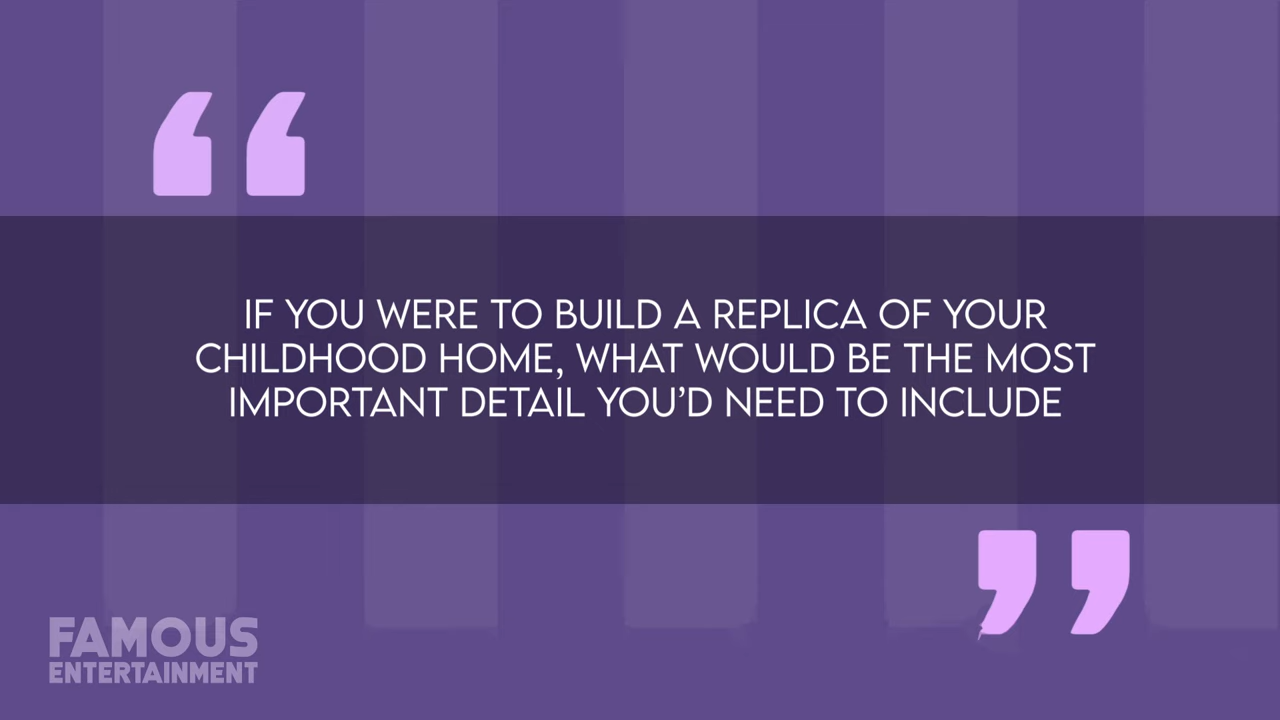 IF YOU WERE TO BUILD A REPLICA OF YOUR
CHILDHOOD HOME, WHAT WOULD BE THE MOST
IMPORTANT DETAIL YOU’D NEED TO INCLUDE
FAMOUS
ENTERTAINMENT